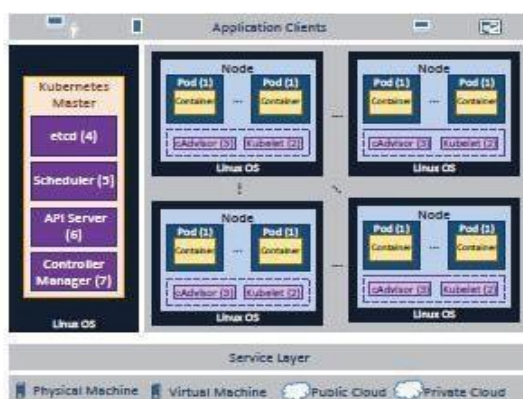 Application Clients
Kubernetes
Master
etcd (4)
Scheduler (5)
API Server
(6)
Controller
Manager (7)
Linux OS
Node
Pod (1) Pod (1)
Container ... Container
cAdvisor (3) Kubelet (2)
Linux OS
...
Node
Pod (1) Pod (1)
Container ... Container
cAdvisor (3) Kubelet (2)
Linux OS
Node
Pod (1) Pod (1)
Container ... Container
cAdvisor (3) Kubelet (2)
Linux OS
...
Node
Pod (1) Pod (1)
Container ... Container
cAdvisor (3) Kubelet (2)
Linux OS
Service Layer
Physical Machine Virtual Machine Public Cloud Private Cloud